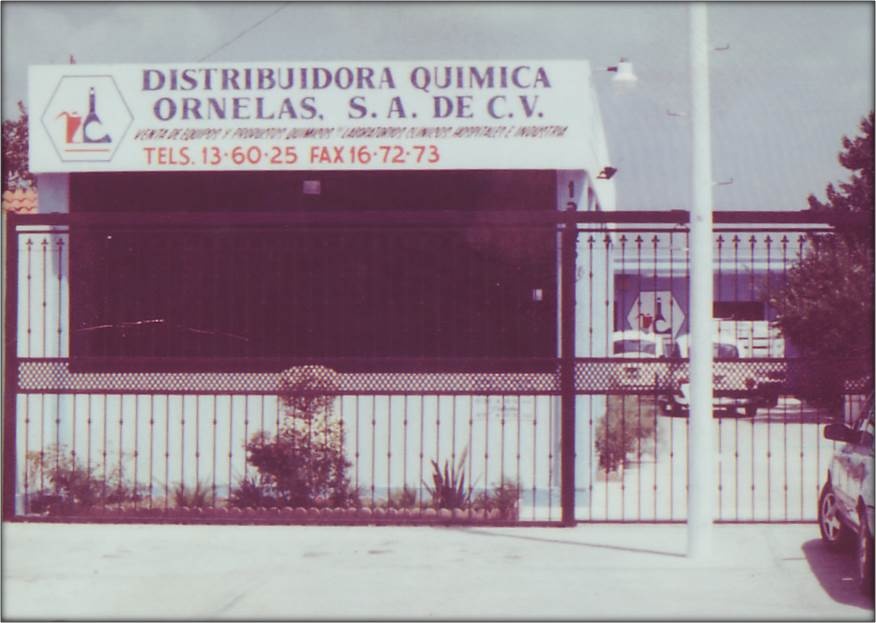 DISTRIBUIDORA QUIMICA
ORNELAS, S.A. DE C.V.
VENTA DE EQUIPOS Y PRODUCTOS QUIMICOS * LABORATORIOS CLINICOS HOSPITALES E INDUSTRIA
TELS. 13·60·25 FAX 16·72·73